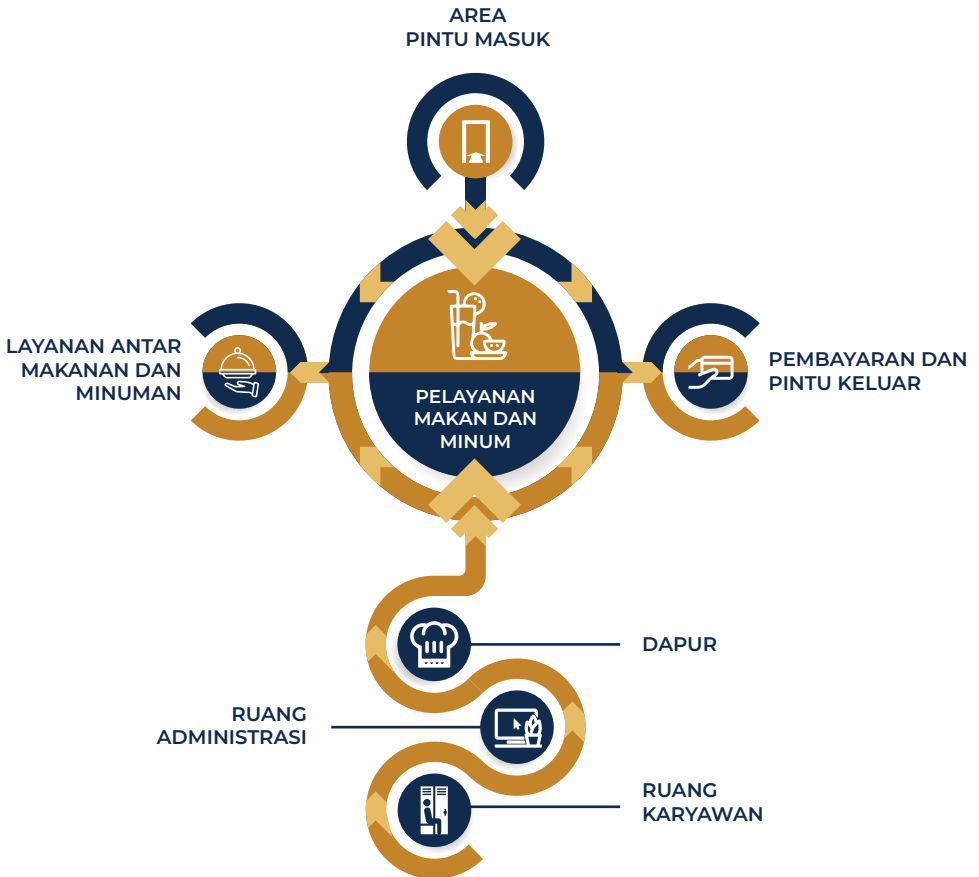 AREA
PINTU MASUK
LAYANAN ANTAR
MAKANAN DAN
MINUMAN
PELAYANAN
MAKAN DAN
MINUM
PEMBAYARAN DAN
PINTU KELUAR
DAPUR
RUANG
ADMINISTRASI
RUANG
KARYAWAN